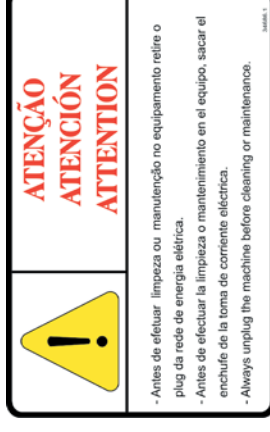 ATENÇÃO
ATENCIÓN
ATTENTION
- Antes de efetuar limpeza ou manutenção no equipamento retire o
plug da rede de energia elétrica.
- Antes de efectuar la limpieza o mantenimiento en el equipo, sacar el
enchufe de la toma de corriente eléctrica.
- Always unplug the machine before cleaning or maintenance.